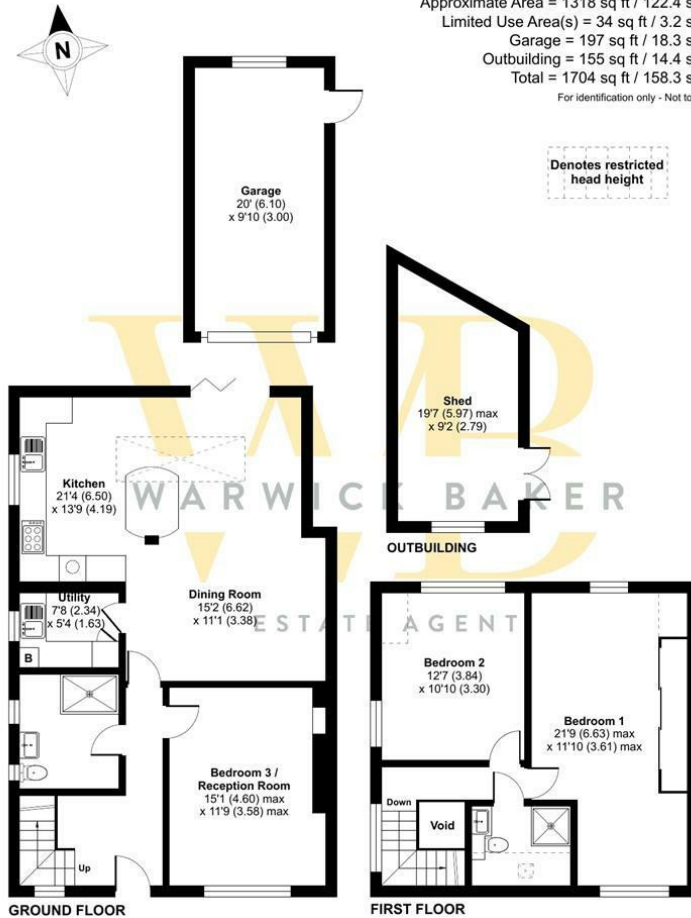 N
Approximate Area = 1318 sq ft / 122.4 s
Limited Use Area(s) = 34 sq ft / 3.2 s
Garage = 197 sq ft / 18.3 s
Outbuilding = 155 sq ft / 14.4 s
Total = 1704 sq ft / 158.3 s
For identification only - Not to
Denotes restricted
head height
Garage
20' (6.10)
x 9'10 (3.00)
Shed
19'7 (5.97) max
x 9'2 (2.79)
OUTBUILDING
WB
WARWICK BAKER
ESTATE AGENT
Kitchen
21'4 (6.50)
x 13'9 (4.19)
Utility
7'8 (2.34)
x 5'4 (1.63)
B
Dining Room
15'2 (6.62)
x 11'1 (3.38)
Bedroom 3 /
Reception Room
15'1 (4.60) max
x 11'9 (3.58) max
Up
GROUND FLOOR
Bedroom 2
12'7 (3.84)
x 10'10 (3.30)
Bedroom 1
21'9 (6.63) max
x 11'10 (3.61) max
Down
Void
FIRST FLOOR